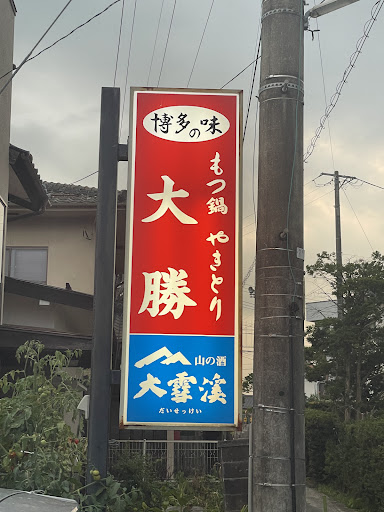 博多の味
もつ鍋 やきとり
大勝
山の酒
大雪渓
だいせっけい